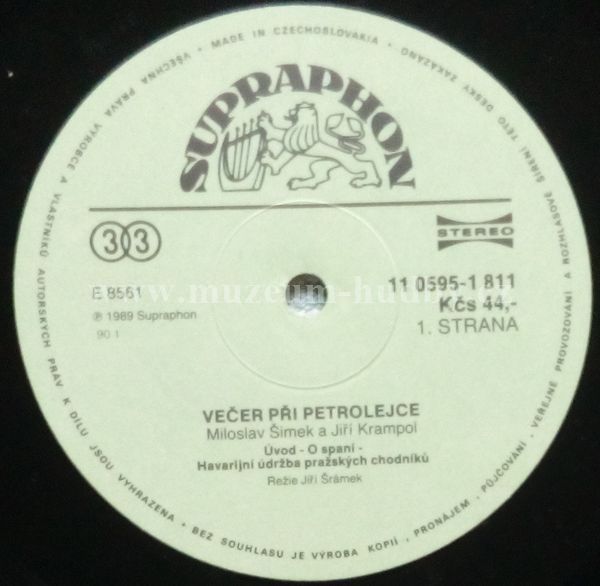 VŠECHNA PRÁVA VÝROBCE A VLASTNÍKŮ AUTORSKÝCH PRÁV K DÍLU JSOU VYHRAZENA • BEZ SOUHLASU JE VÝROBA KOPIÍ, PRONÁJEM, PŮJČOVÁNÍ, VEŘEJNÉ PROVOZOVÁNÍ A ROZHLASOVÉ ŠÍŘENÍ TÉTO DESKY ZAKÁZÁNO • MADE IN CZECHOSLOVAKIA •
SUPRAPHON
33
STEREO
E 8561
℗ 1989 Supraphon
90 1
11 0595-1 811
Kčs 44,-
1. STRANA
VEČER PŘI PETROLEJCE
Miloslav Šimek a Jiří Krampol
Úvod - O spaní -
Havarijní údržba pražských chodníků
Režie Jiří Šrámek